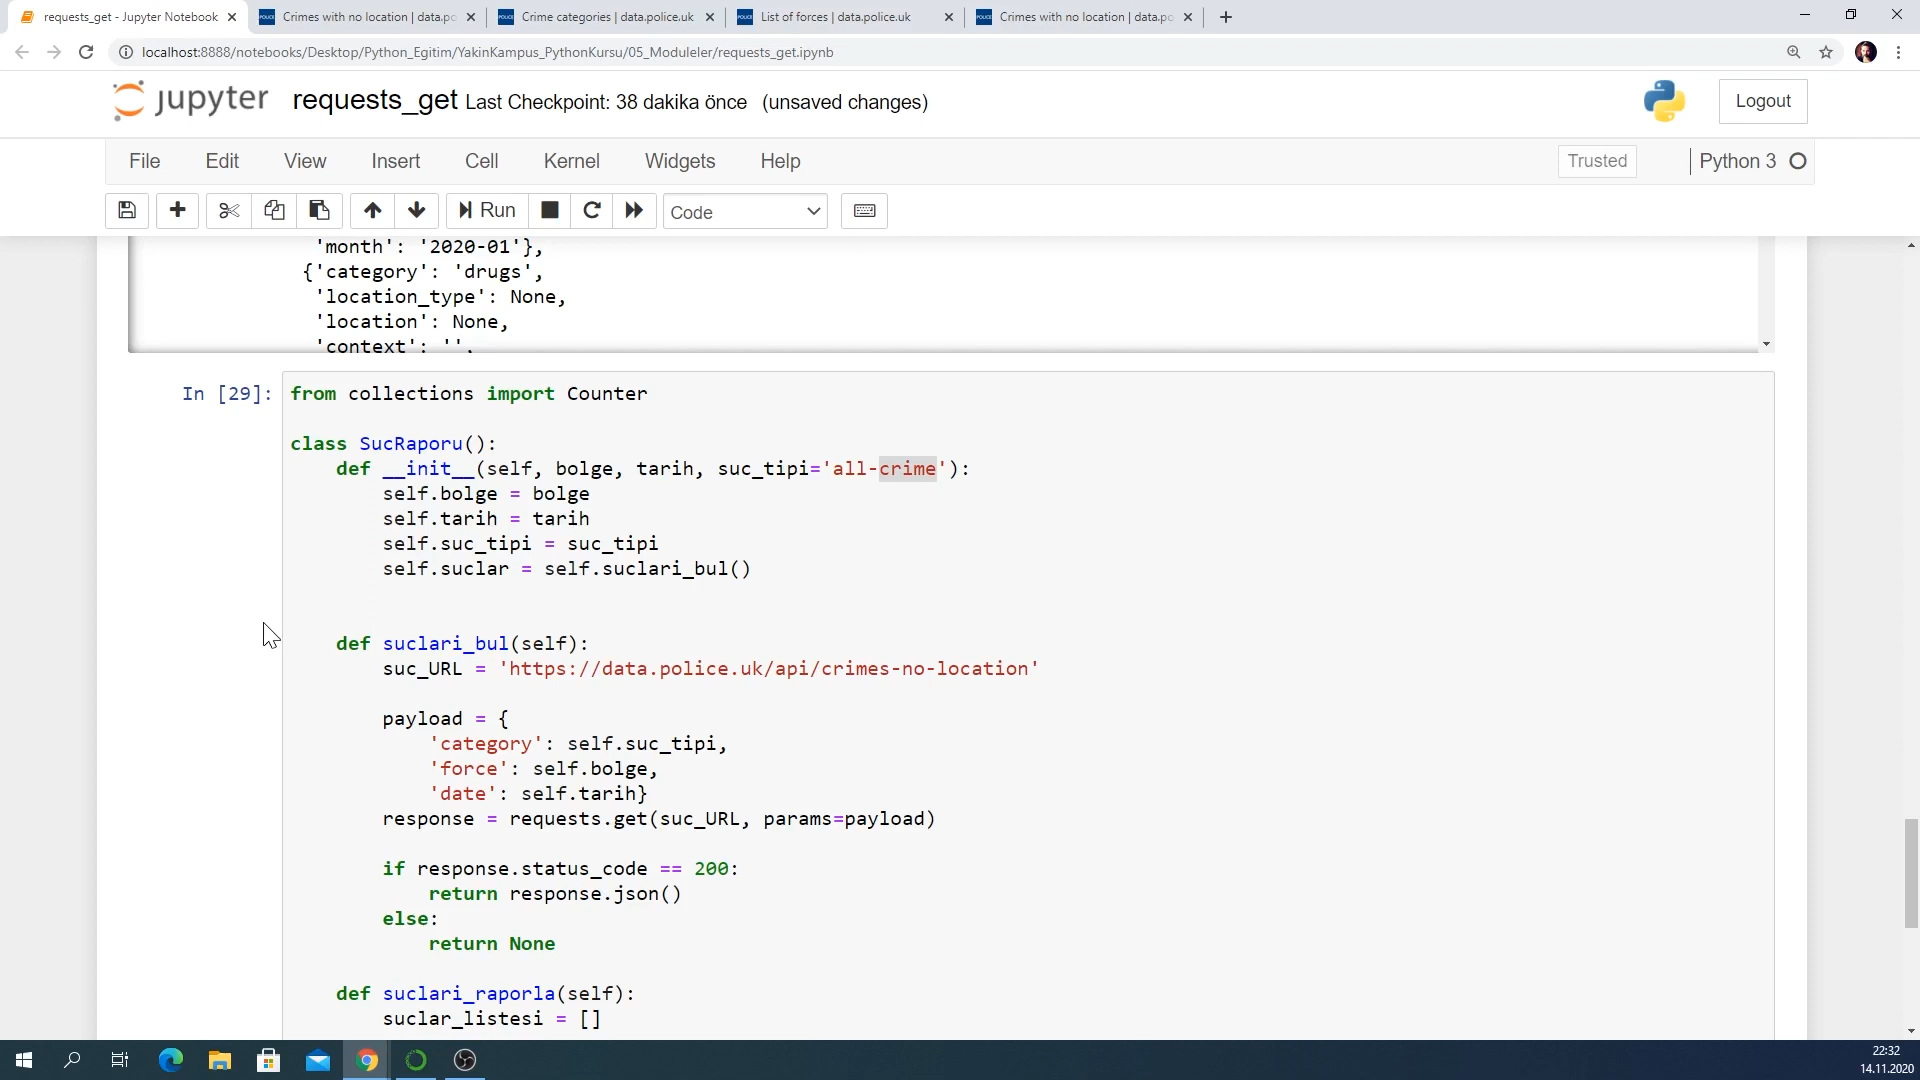 requests_get - Jupyter Notebook
Crimes with no location | data.po
Crime categories | data.police.uk
List of forces | data.police.uk
Crimes with no location | data.po
localhost:8888/notebooks/Desktop/Python_Egitim/YakinKampus_PythonKursu/05_Moduleler/requests_get.ipynb
jupyter requests_get Last Checkpoint: 38 dakika önce (unsaved changes)
Logout
File Edit View Insert Cell Kernel Widgets Help
Trusted
Python 3
Run
Code
'month': '2020-01'},
{'category': 'drugs',
'location_type': None,
'location': None,
'context': '',
In [29]:
from collections import Counter
class SucRaporu():
def __init__(self, bolge, tarih, suc_tipi='all-crime'):
self.bolge = bolge
self.tarih = tarih
self.suc_tipi = suc_tipi
self.suclar = self.suclari_bul()
def suclari_bul(self):
suc_URL = 'https://data.police.uk/api/crimes-no-location'
payload = {
'category': self.suc_tipi,
'force': self.bolge,
'date': self.tarih}
response = requests.get(suc_URL, params=payload)
if response.status_code == 200:
return response.json()
else:
return None
def suclari_raporla(self):
suclar_listesi = []
22:32
14.11.2020